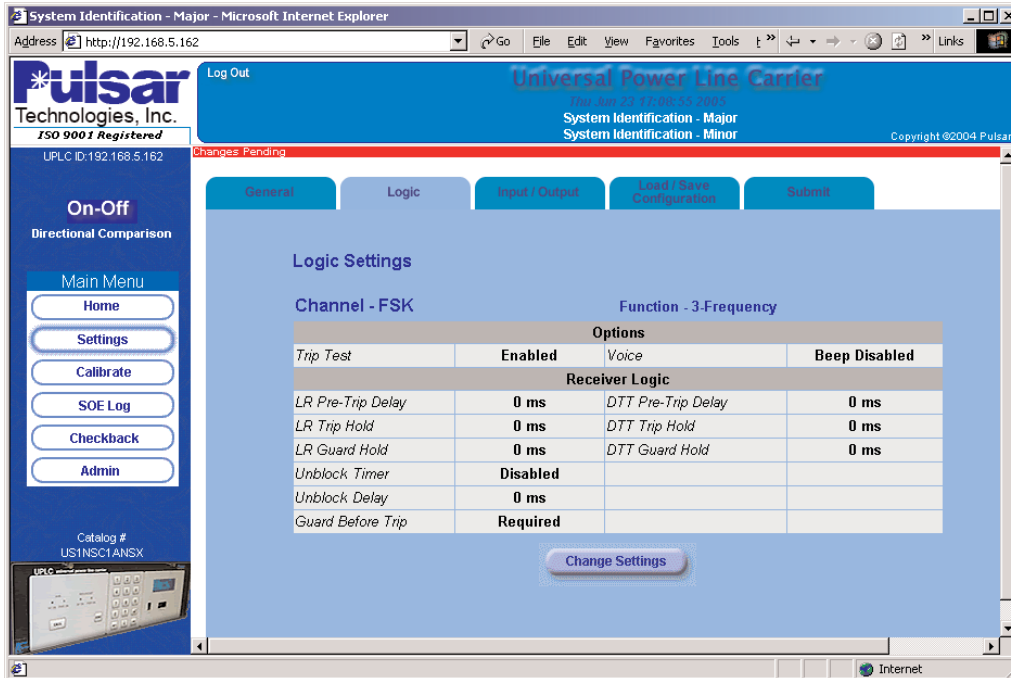 System Identification - Major - Microsoft Internet Explorer
Address http://192.168.5.162 Go File Edit View Favorites Tools Links
Pulsar
Technologies, Inc.
ISO 9001 Registered
Log Out
Universal Power Line Carrier
Thu Jun 23 17:08:55 2005
System Identification - Major
System Identification - Minor
Copyright ©2004 Pulsar
UPLC ID:192.168.5.162
Changes Pending
On-Off
Directional Comparison
Main Menu
Home
Settings
Calibrate
SOE Log
Checkback
Admin
Catalog #
US1NSC1ANSX
UPLC
General Logic Input / Output Load / Save Configuration Submit
Logic Settings
Channel - FSK Function - 3-Frequency
Options
Trip Test Enabled Voice Beep Disabled
Receiver Logic
LR Pre-Trip Delay 0 ms DTT Pre-Trip Delay 0 ms
LR Trip Hold 0 ms DTT Trip Hold 0 ms
LR Guard Hold 0 ms DTT Guard Hold 0 ms
Unblock Timer Disabled
Unblock Delay 0 ms
Guard Before Trip Required
Change Settings
Internet